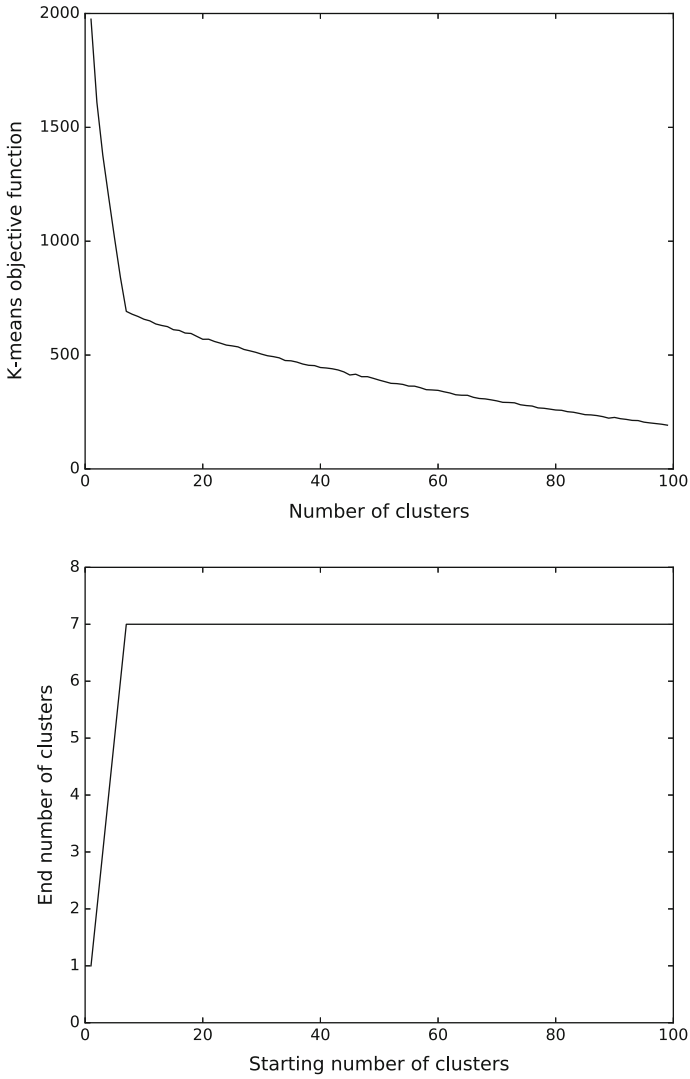 2000
1500
1000
500
0
K-means objective function
0 20 40 60 80 100
Number of clusters
8
7
6
5
4
3
2
1
0
End number of clusters
0 20 40 60 80 100
Starting number of clusters